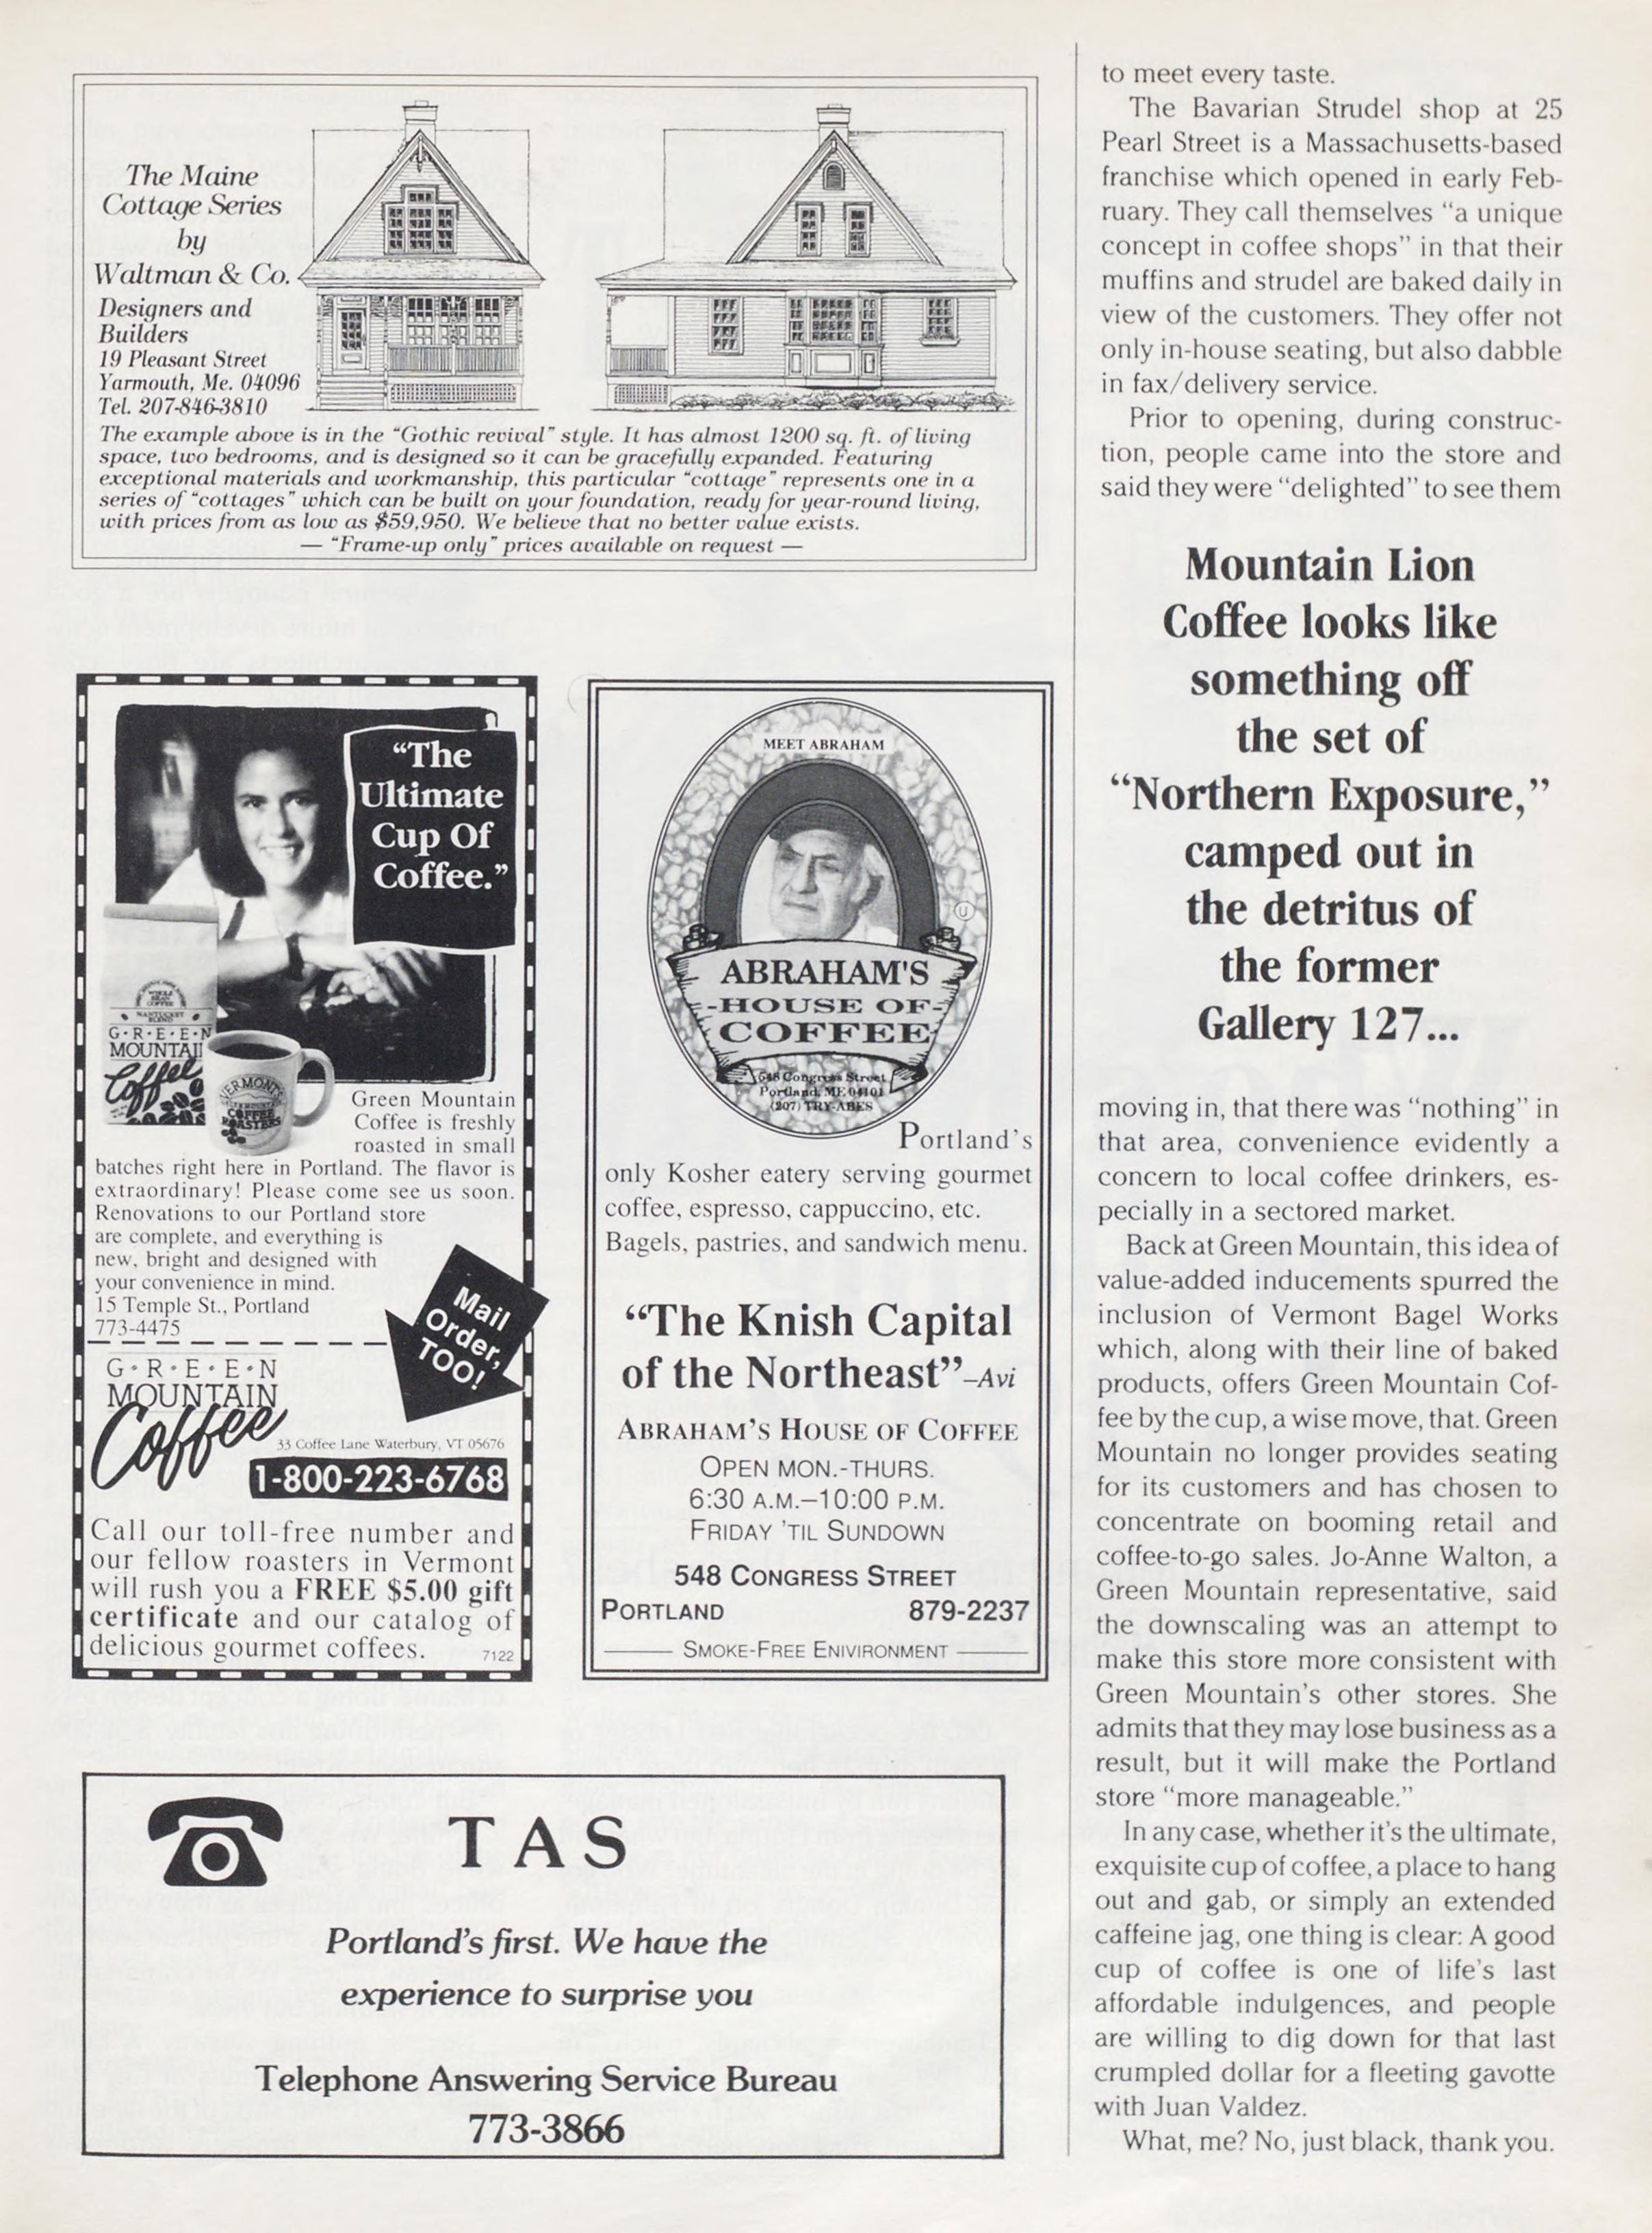 The Maine
Cottage Series
by
Waltman & Co.
Designers and
Builders
19 Pleasant Street
Yarmouth, Me. 04096
Tel. 207-846-3810
The example above is in the "Gothic revival" style. It has almost 1200 sq. ft. of living
space, two bedrooms, and is designed so it can be gracefully expanded. Featuring
exceptional materials and workmanship, this particular "cottage" represents one in a
series of "cottages" which can be built on your foundation, ready for year-round living,
with prices from as low as $59,950. We believe that no better value exists.
— "Frame-up only" prices available on request —
"The
Ultimate
Cup Of
Coffee."
WHOLE
BEAN
COFFEE
NANTUCKET
BLEND
G·R·E·E·N
MOUNTAI
Coffee
VERMONT'S
COFFEE
ROASTERS
Green Mountain
Coffee is freshly
roasted in small
batches right here in Portland. The flavor is
extraordinary! Please come see us soon.
Renovations to our Portland store
are complete, and everything is
new, bright and designed with
your convenience in mind.
15 Temple St., Portland
773-4475
Mail
Order,
TOO!
G·R·E·E·N
MOUNTAIN
Coffee
33 Coffee Lane Waterbury, VT 05676
1-800-223-6768
Call our toll-free number and
our fellow roasters in Vermont
will rush you a FREE $5.00 gift
certificate and our catalog of
delicious gourmet coffees.
7122
MEET ABRAHAM
U
ABRAHAM'S
-HOUSE OF-
COFFEE
548 Congress Street
Portland, ME 04101
(207) TRY-ABES
Portland's
only Kosher eatery serving gourmet
coffee, espresso, cappuccino, etc.
Bagels, pastries, and sandwich menu.
"The Knish Capital
of the Northeast" –Avi
ABRAHAM'S HOUSE OF COFFEE
OPEN MON.-THURS.
6:30 A.M.–10:00 P.M.
FRIDAY 'TIL SUNDOWN
548 CONGRESS STREET
PORTLAND 879-2237
SMOKE-FREE ENIVIRONMENT
TAS
Portland's first. We have the
experience to surprise you
Telephone Answering Service Bureau
773-3866
to meet every taste.
The Bavarian Strudel shop at 25
Pearl Street is a Massachusetts-based
franchise which opened in early Feb-
ruary. They call themselves "a unique
concept in coffee shops" in that their
muffins and strudel are baked daily in
view of the customers. They offer not
only in-house seating, but also dabble
in fax/delivery service.
Prior to opening, during construc-
tion, people came into the store and
said they were "delighted" to see them
Mountain Lion
Coffee looks like
something off
the set of
"Northern Exposure,"
camped out in
the detritus of
the former
Gallery 127...
moving in, that there was "nothing" in
that area, convenience evidently a
concern to local coffee drinkers, es-
pecially in a sectored market.
Back at Green Mountain, this idea of
value-added inducements spurred the
inclusion of Vermont Bagel Works
which, along with their line of baked
products, offers Green Mountain Cof-
fee by the cup, a wise move, that. Green
Mountain no longer provides seating
for its customers and has chosen to
concentrate on booming retail and
coffee-to-go sales. Jo-Anne Walton, a
Green Mountain representative, said
the downscaling was an attempt to
make this store more consistent with
Green Mountain's other stores. She
admits that they may lose business as a
result, but it will make the Portland
store "more manageable."
In any case, whether it's the ultimate,
exquisite cup of coffee, a place to hang
out and gab, or simply an extended
caffeine jag, one thing is clear: A good
cup of coffee is one of life's last
affordable indulgences, and people
are willing to dig down for that last
crumpled dollar for a fleeting gavotte
with Juan Valdez.
What, me? No, just black, thank you.